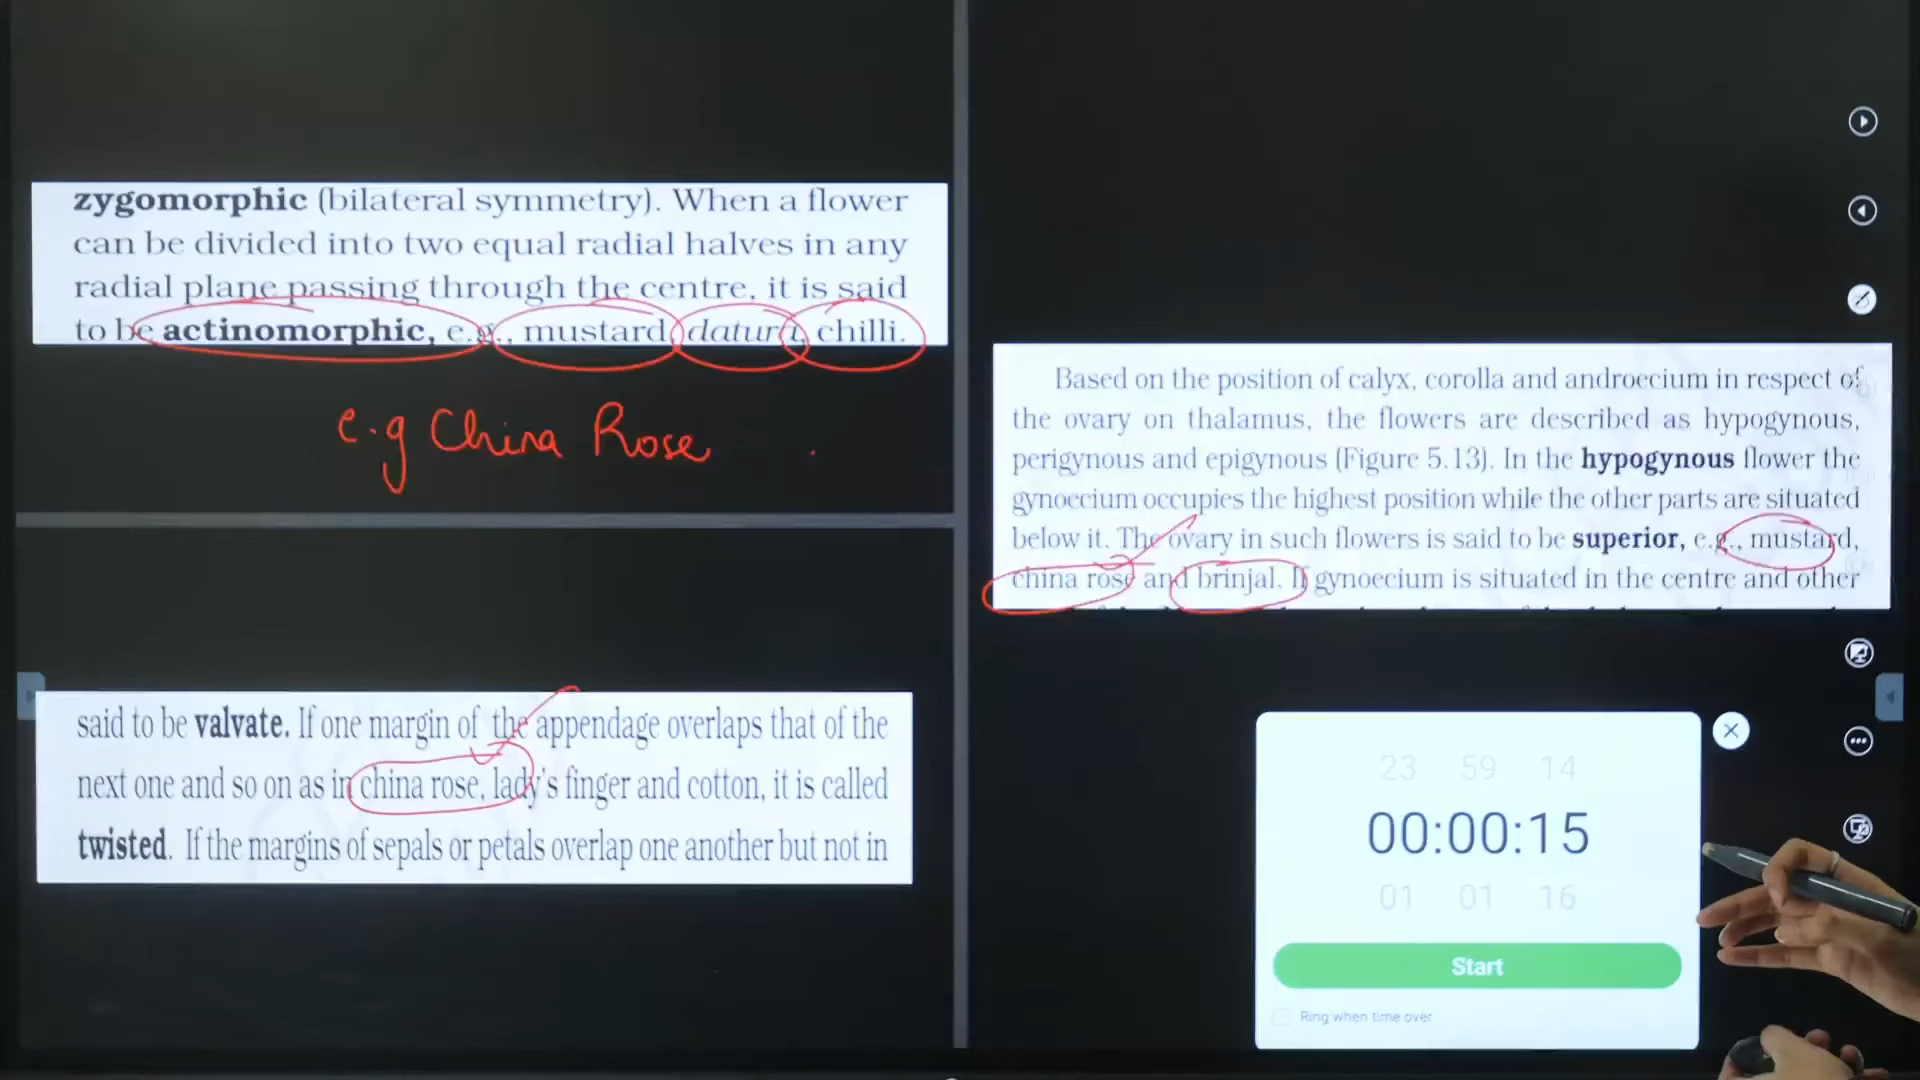 zygomorphic (bilateral symmetry). When a flower
can be divided into two equal radial halves in any
radial plane passing through the centre, it is said
to be actinomorphic, e.g., mustard, datura, chilli.
e.g China Rose
said to be valvate. If one margin of the appendage overlaps that of the
next one and so on as in china rose, lady's finger and cotton, it is called
twisted. If the margins of sepals or petals overlap one another but not in
Based on the position of calyx, corolla and androecium in respect of
the ovary on thalamus, the flowers are described as hypogynous,
perigynous and epigynous (Figure 5.13). In the hypogynous flower the
gynoecium occupies the highest position while the other parts are situated
below it. The ovary in such flowers is said to be superior, e.g., mustard,
china rose and brinjal. If gynoecium is situated in the centre and other
23 59 14
00:00:15
01 01 16
Start
Ring when time over